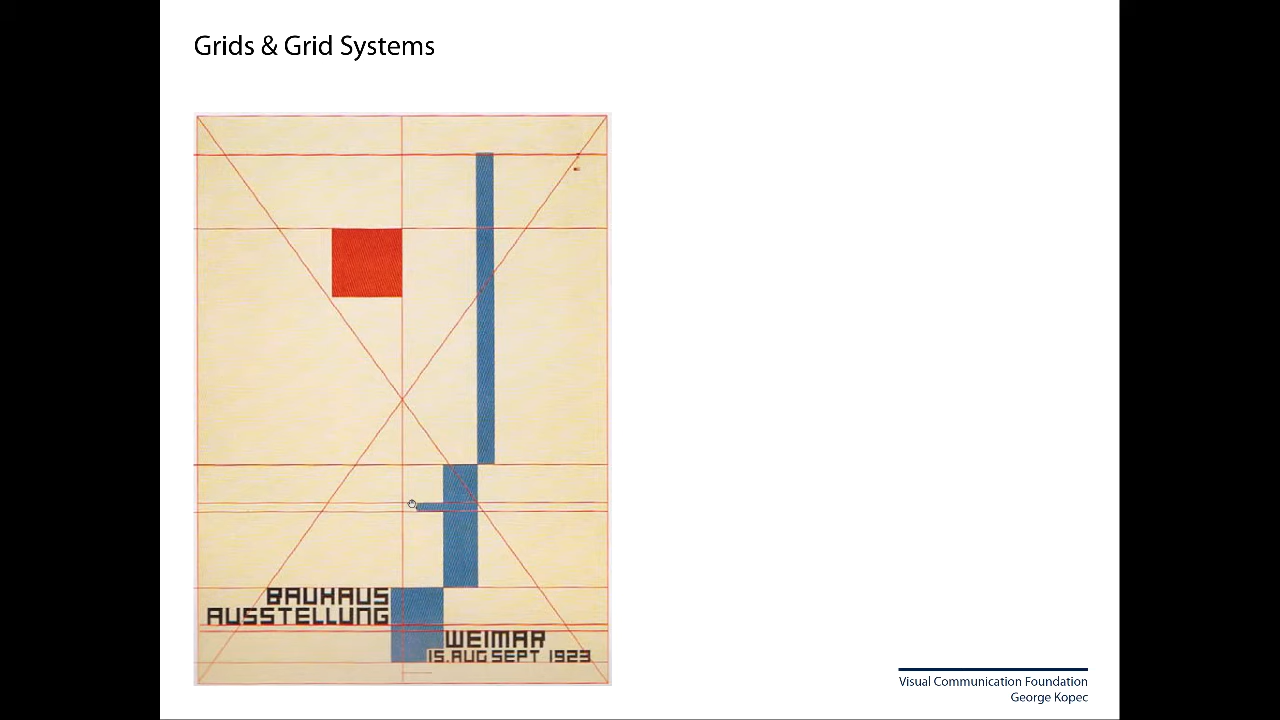 Grids & Grid Systems
BAUHAUS
AUSSTELLUNG
WEIMAR
15.AUG SEPT 1923
Visual Communication Foundation
George Kopec